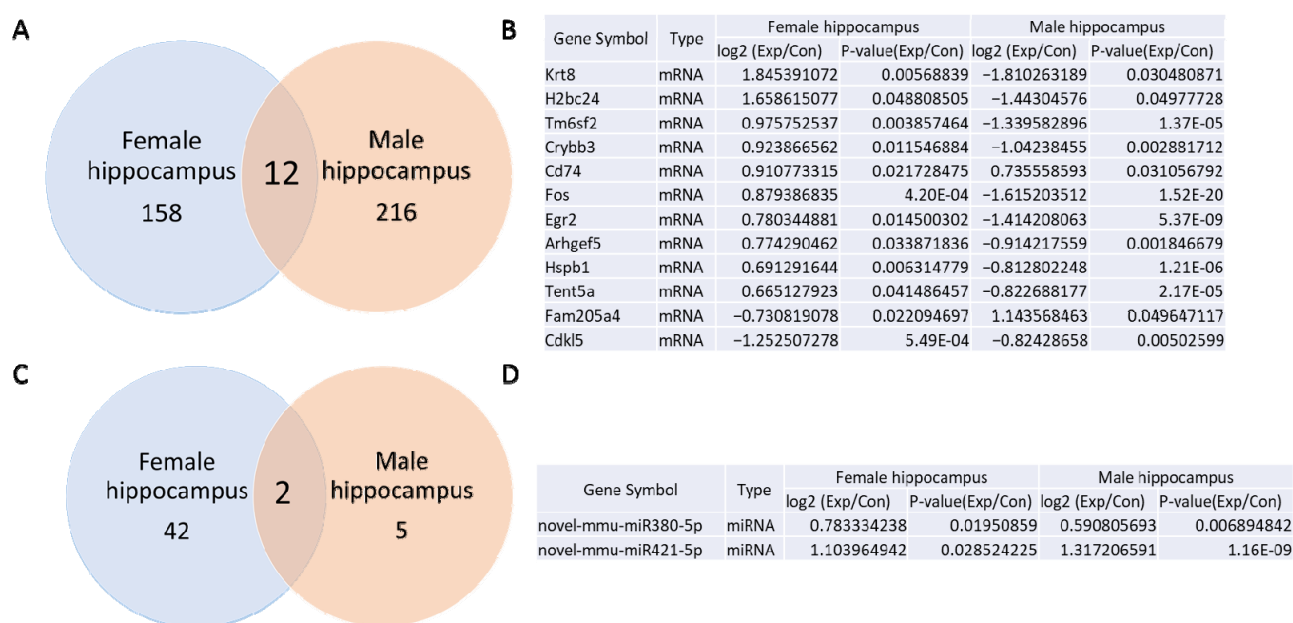 A
Female
hippocampus
158
12
Male
hippocampus
216
B
Gene Symbol Type Female hippocampus Male hippocampus
log2 (Exp/Con) P-value(Exp/Con) log2 (Exp/Con) P-value(Exp/Con)
Krt8 mRNA 1.845391072 0.00568839 −1.810263189 0.030480871
H2bc24 mRNA 1.658615077 0.048808505 −1.44304576 0.04977728
Tm6sf2 mRNA 0.975752537 0.003857464 −1.339582896 1.37E-05
Crybb3 mRNA 0.923866562 0.011546884 −1.04238455 0.002881712
Cd74 mRNA 0.910773315 0.021728475 0.735558593 0.031056792
Fos mRNA 0.879386835 4.20E-04 −1.615203512 1.52E-20
Egr2 mRNA 0.780344881 0.014500302 −1.414208063 5.37E-09
Arhgef5 mRNA 0.774290462 0.033871836 −0.914217559 0.001846679
Hspb1 mRNA 0.691291644 0.006314779 −0.812802248 1.21E-06
Tent5a mRNA 0.665127923 0.041486457 −0.822688177 2.17E-05
Fam205a4 mRNA −0.730819078 0.022094697 1.143568463 0.049647117
Cdkl5 mRNA −1.252507278 5.49E-04 −0.82428658 0.00502599
C
Female
hippocampus
42
2
Male
hippocampus
5
D
Gene Symbol Type Female hippocampus Male hippocampus
log2 (Exp/Con) P-value(Exp/Con) log2 (Exp/Con) P-value(Exp/Con)
novel-mmu-miR380-5p miRNA 0.783334238 0.01950859 0.590805693 0.006894842
novel-mmu-miR421-5p miRNA 1.103964942 0.028524225 1.317206591 1.16E-09